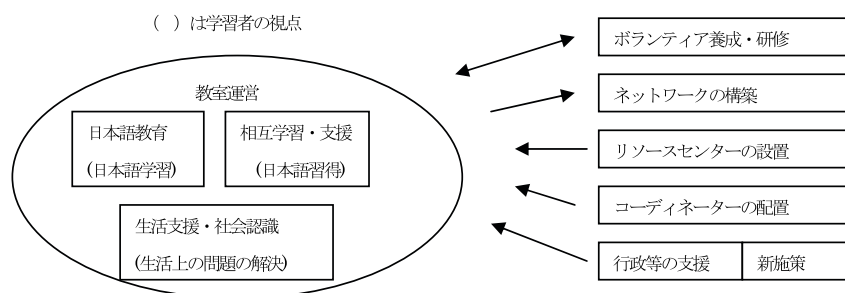 ( )は学習者の視点
教室運営
日本語教育
(日本語学習)
相互学習・支援
(日本語習得)
生活支援・社会認識
(生活上の問題の解決)
ボランティア養成・研修
ネットワークの構築
リソースセンターの設置
コーディネーターの配置
行政等の支援
新施策